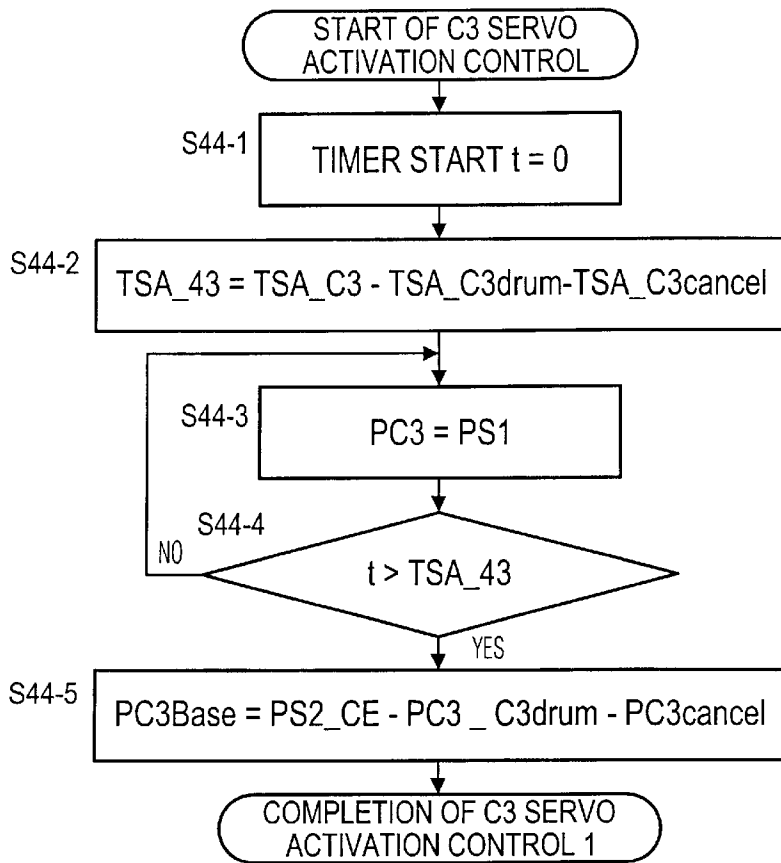 START OF C3 SERVO
ACTIVATION CONTROL
S44-1
TIMER START t = 0
S44-2
TSA_43 = TSA_C3 - TSA_C3drum-TSA_C3cancel
S44-3
PC3 = PS1
S44-4
NO
t > TSA_43
YES
S44-5
PC3Base = PS2_CE - PC3 _ C3drum - PC3cancel
COMPLETION OF C3 SERVO
ACTIVATION CONTROL 1